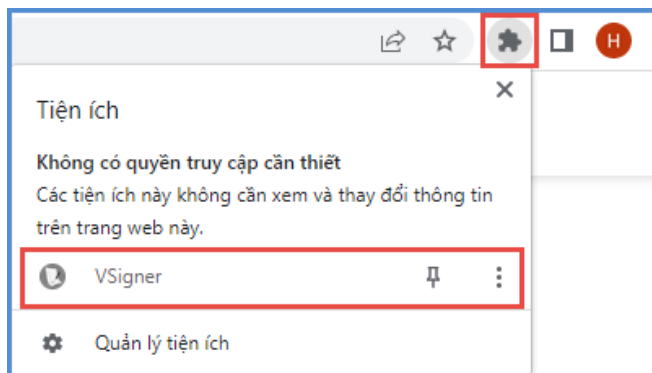 H
Tiện ích
Không có quyền truy cập cần thiết
Các tiện ích này không cần xem và thay đổi thông tin
trên trang web này.
VSigner
Quản lý tiện ích